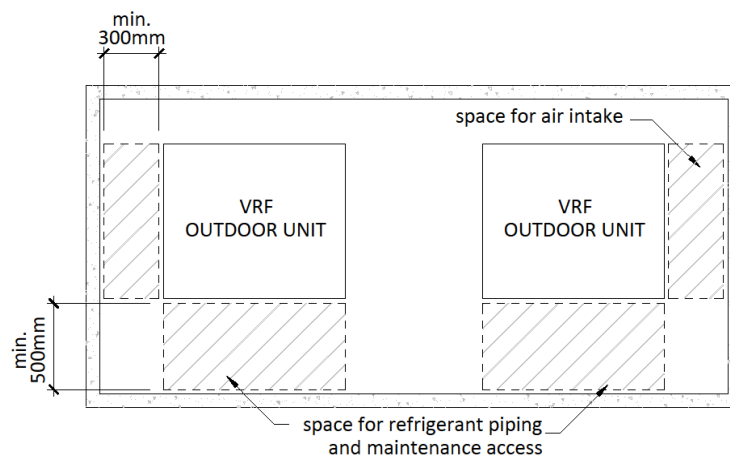 min.
300mm
space for air intake
VRF
OUTDOOR UNIT
VRF
OUTDOOR UNIT
min.
500mm
space for refrigerant piping
and maintenance access